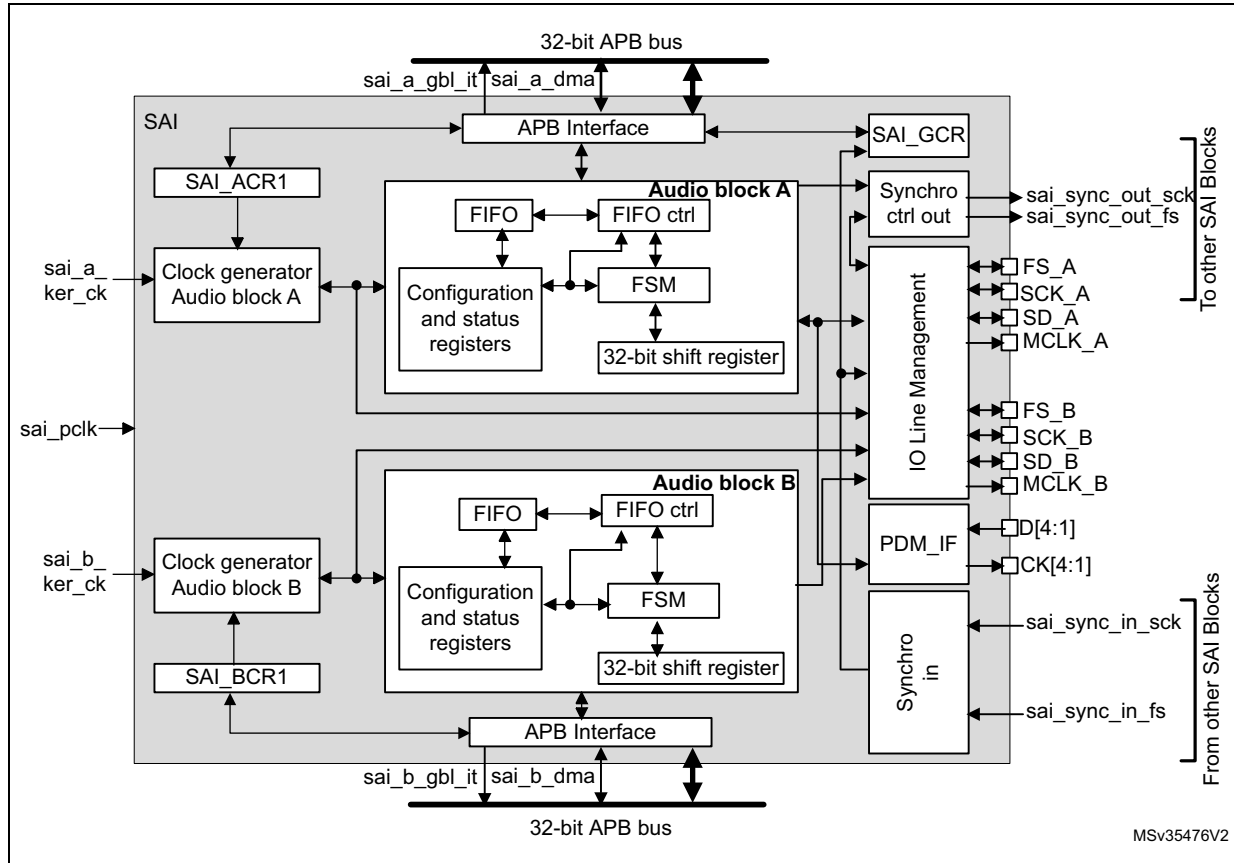 32-bit APB bus
sai_a_gbl_it
sai_a_dma
SAI
APB Interface
SAI_GCR
SAI_ACR1
Audio block A
Synchro
ctrl out
sai_sync_out_sck
sai_sync_out_fs
To other SAI Blocks
FIFO
FIFO ctrl
sai_a_
ker_ck
Clock generator
Audio block A
Configuration
and status
registers
FSM
32-bit shift register
IO Line Management
FS_A
SCK_A
SD_A
MCLK_A
sai_pclk
FS_B
SCK_B
SD_B
MCLK_B
Audio block B
FIFO
FIFO ctrl
sai_b_
ker_ck
Clock generator
Audio block B
Configuration
and status
registers
FSM
32-bit shift register
PDM_IF
D[4:1]
CK[4:1]
SAI_BCR1
Synchro
in
sai_sync_in_sck
sai_sync_in_fs
From other SAI Blocks
APB Interface
sai_b_gbl_it
sai_b_dma
32-bit APB bus
MSv35476V2